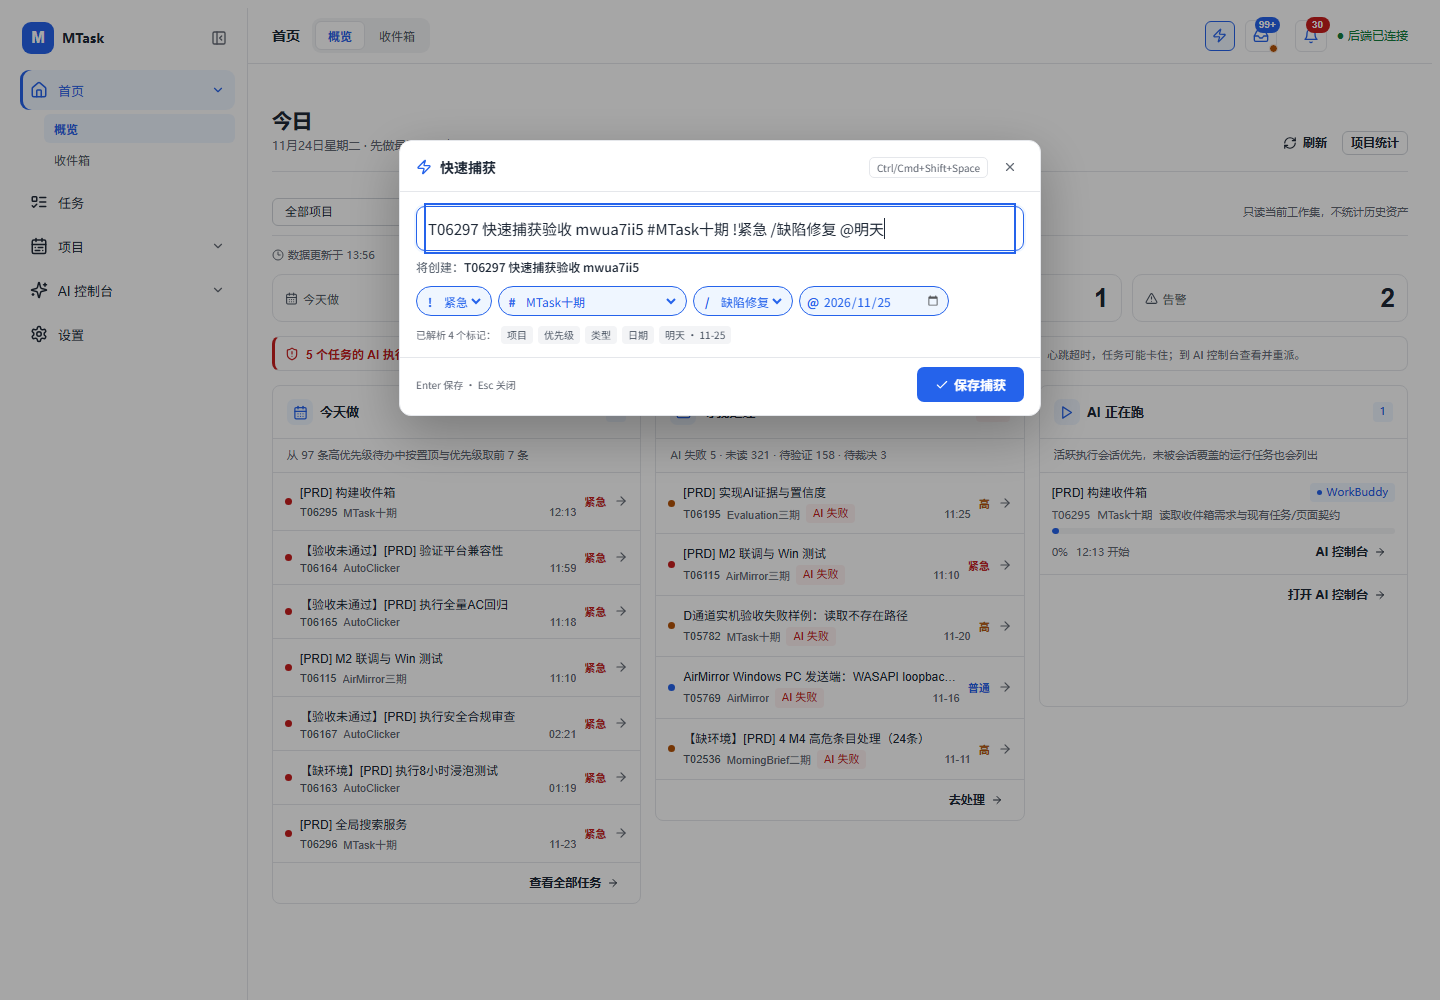 M MTask
首页
概览
收件箱
任务
项目
AI 控制台
设置
首页 概览 收件箱
99+
30
后端已连接
今日
11月24日星期二 · 先做
刷新
项目统计
全部项目
只读当前工作集，不统计历史资产
数据更新于 13:56
今天做
1
告警
2
5 个任务的 AI 执
心跳超时，任务可能卡住；到 AI 控制台查看并重派。
快速捕获
Ctrl/Cmd+Shift+Space
T06297 快速捕获验收 mwua7ii5 #MTask十期 !紧急 /缺陷修复 @明天
将创建：T06297 快速捕获验收 mwua7ii5
! 紧急
# MTask十期
/ 缺陷修复
@ 2026/11/25
已解析 4 个标记： 项目 优先级 类型 日期 明天 · 11-25
Enter 保存 · Esc 关闭
保存捕获
今天做
从 97 条高优先级待办中按置顶与优先级取前 7 条
[PRD] 构建收件箱
T06295 MTask十期 12:13 紧急
【验收未通过】[PRD] 验证平台兼容性
T06164 AutoClicker 11:59 紧急
【验收未通过】[PRD] 执行全量AC回归
T06165 AutoClicker 11:18 紧急
[PRD] M2 联调与 Win 测试
T06115 AirMirror三期 11:10 紧急
【验收未通过】[PRD] 执行安全合规审查
T06167 AutoClicker 02:21 紧急
【缺环境】[PRD] 执行8小时浸泡测试
T06163 AutoClicker 01:19 紧急
[PRD] 全局搜索服务
T06296 MTask十期 11-23 紧急
查看全部任务
AI 失败 5 · 未读 321 · 待验证 158 · 待裁决 3
[PRD] 实现AI证据与置信度
T06195 Evaluation三期 AI 失败 11:25 高
[PRD] M2 联调与 Win 测试
T06115 AirMirror三期 AI 失败 11:10 紧急
D通道实机验收失败样例：读取不存在路径
T05782 MTask十期 AI 失败 11-20 高
AirMirror Windows PC 发送端：WASAPI loopbac...
T05769 AirMirror AI 失败 11-16 普通
【缺环境】[PRD] 4 M4 高危条目处理（24条）
T02536 MorningBrief二期 AI 失败 11-11 高
去处理
AI 正在跑
1
活跃执行会话优先，未被会话覆盖的运行任务也会列出
[PRD] 构建收件箱
WorkBuddy
T06295 MTask十期 读取收件箱需求与现有任务/页面契约
0% 12:13 开始
AI 控制台
打开 AI 控制台